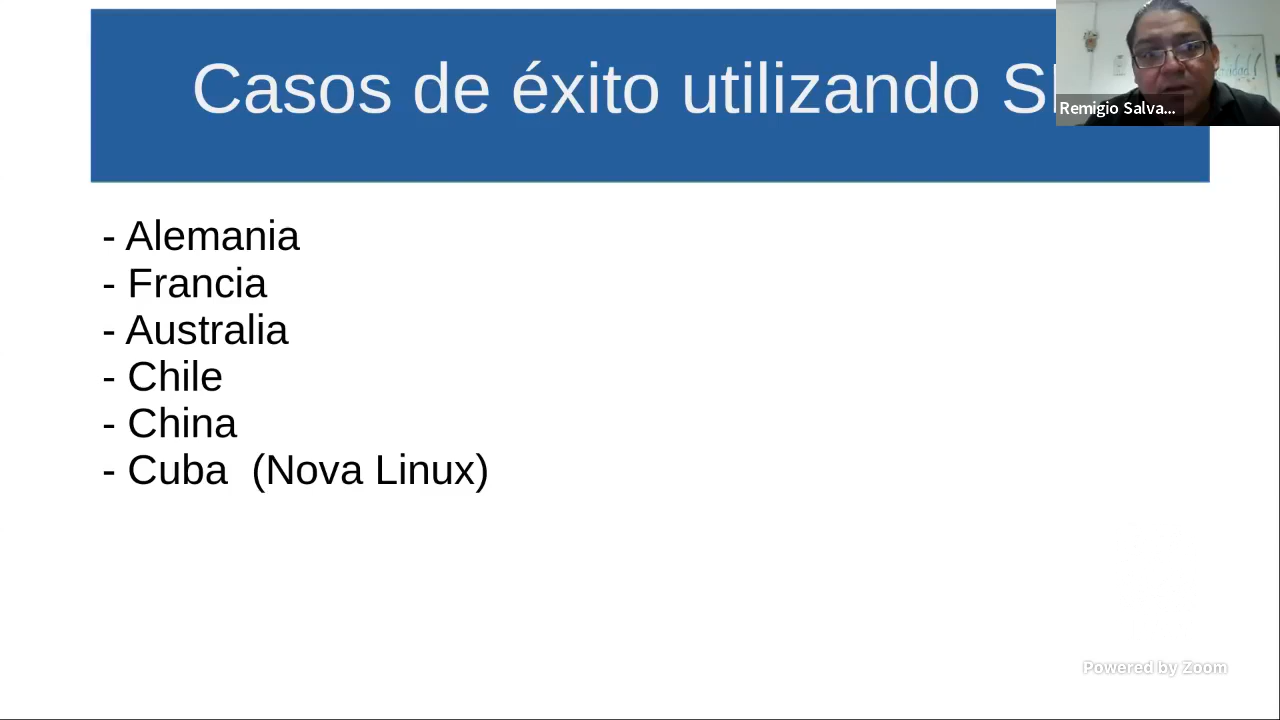 Casos de éxito utilizando
Remigio Salva...
- Alemania
- Francia
- Australia
- Chile
- China
- Cuba (Nova Linux)
Powered by Zoom